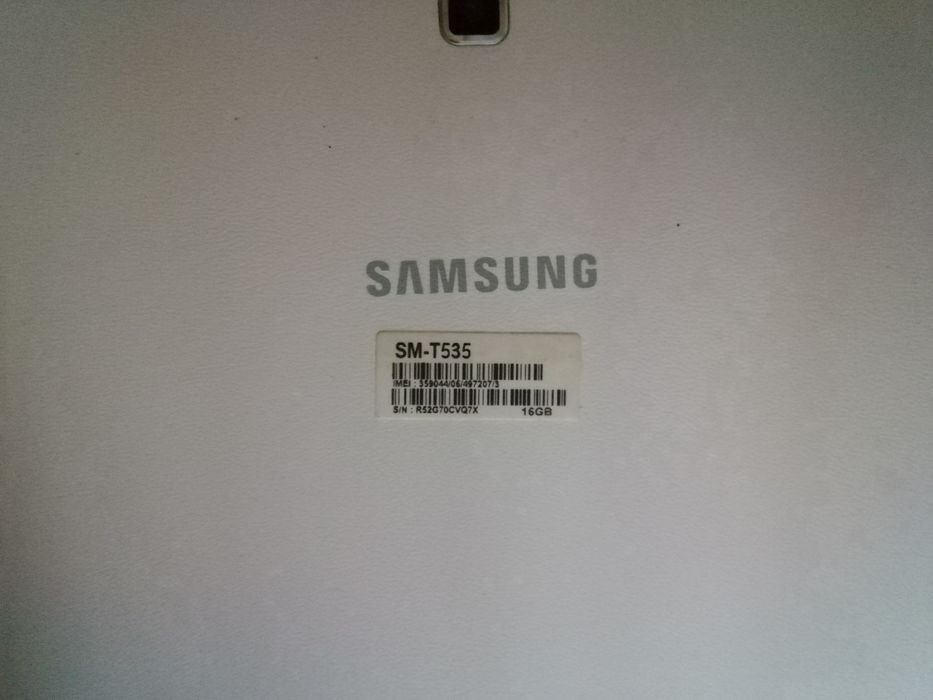 SAMSUNG
SM-T535
IMEI : 359044/06/497207/3
S/N : R52G70CVQ7X 16GB